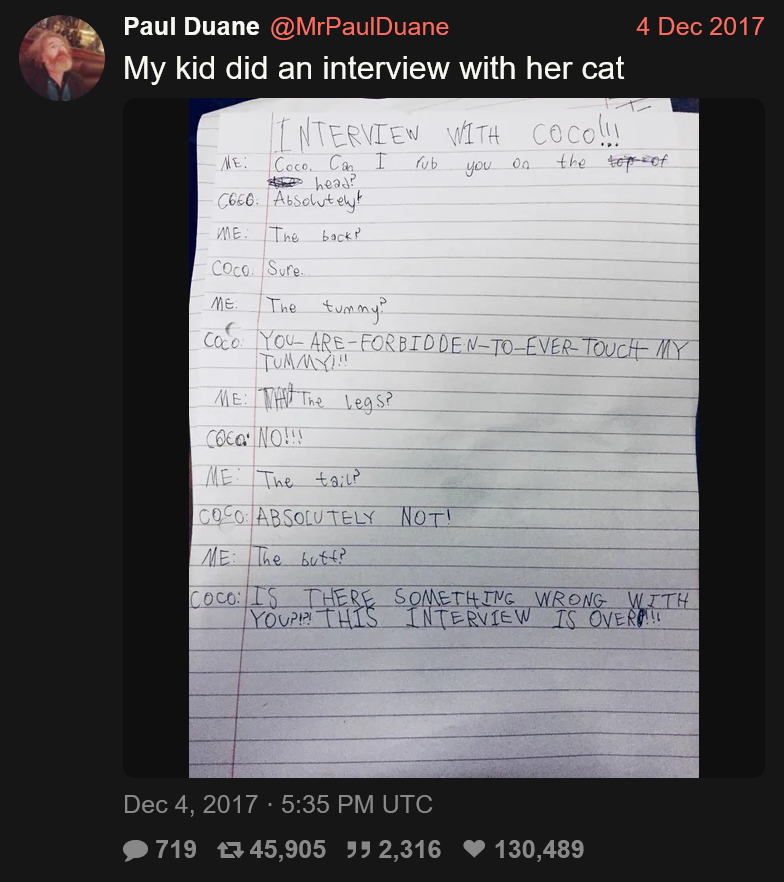 Paul Duane @MrPaulDuane 4 Dec 2017
My kid did an interview with her cat
INTERVIEW WITH COCO!!!
ME: Coco. Can I rub you on the top of
head?
COCO: Absolutely!
ME: The back?
COCO: Sure.
ME: The tummy?
COCO: YOU-ARE-FORBIDDEN-TO-EVER-TOUCH-MY
TUMMY!!!
ME: The legs?
COCO: NO!!!
ME: The tail?
COCO: ABSOLUTELY NOT!
ME: The butt?
COCO: IS THERE SOMETHING WRONG WITH
YOU?!?! THIS INTERVIEW IS OVER!!!
Dec 4, 2017 · 5:35 PM UTC
719 45,905 2,316 130,489